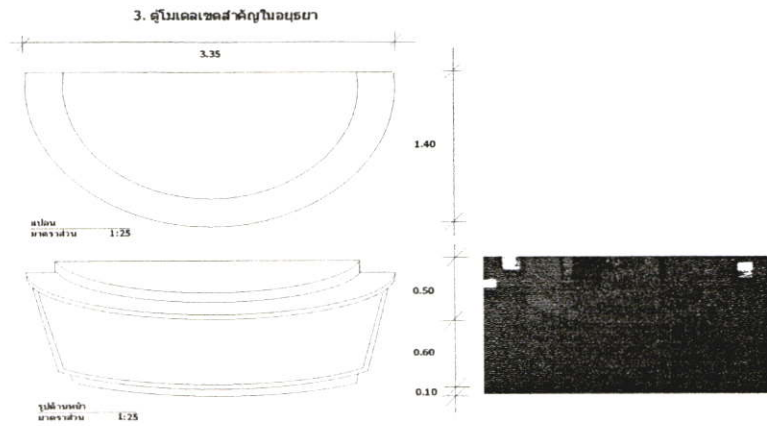 3. ตู้โมเดลเขตสำคัญในอยุธยา
3.35
1.40
แปลน
มาตราส่วน 1:25
0.50
0.60
0.10
รูปด้านหน้า
มาตราส่วน 1:25